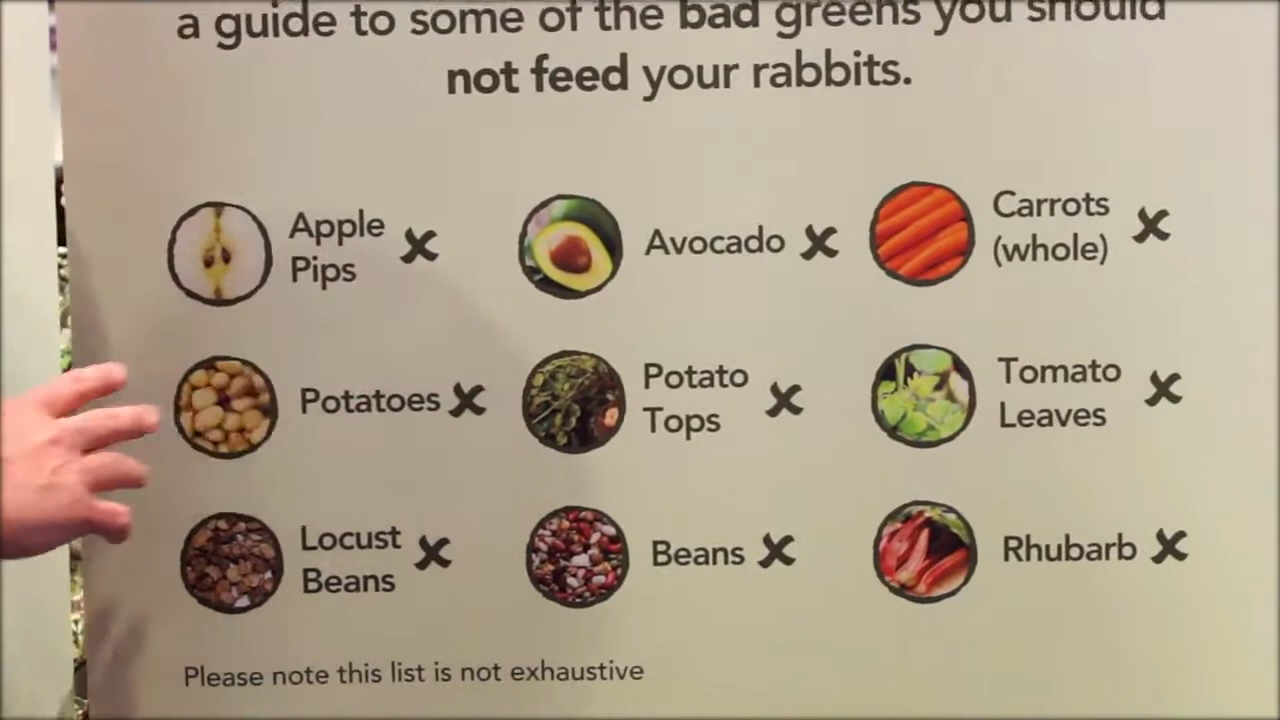 a guide to some of the bad greens you should
not feed your rabbits.
Apple
Pips
Avocado
Carrots
(whole)
Potatoes
Potato
Tops
Tomato
Leaves
Locust
Beans
Beans
Rhubarb
Please note this list is not exhaustive